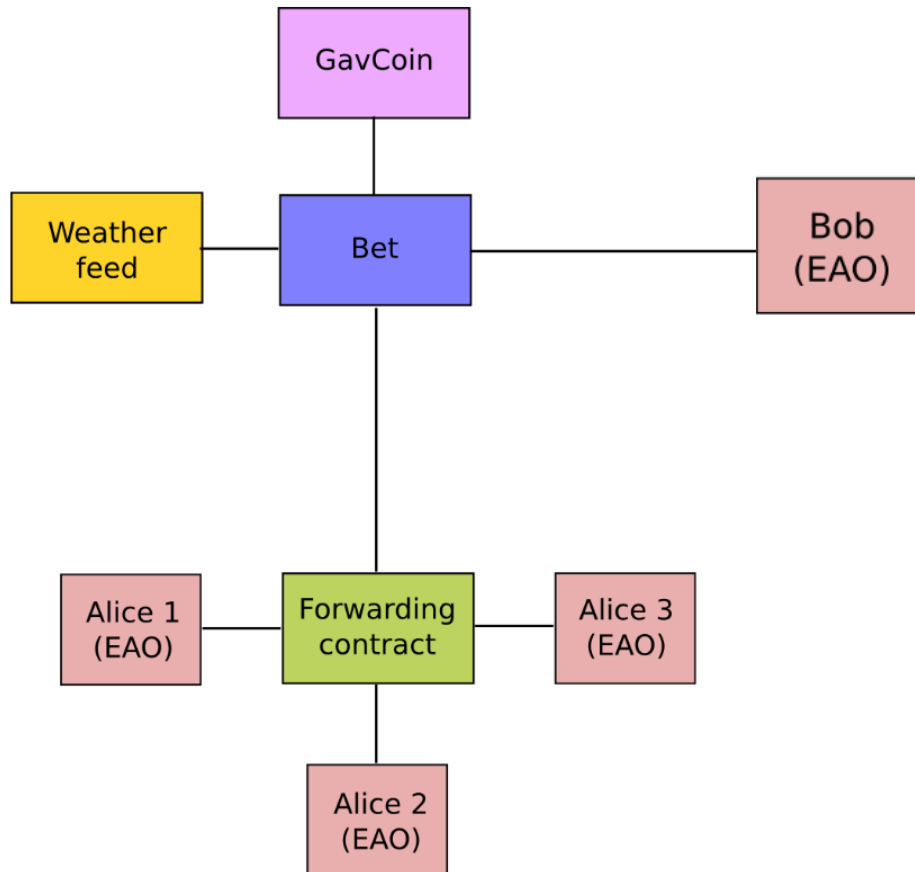 GavCoin
Weather
feed
Bet
Bob
(EAO)
Alice 1
(EAO)
Forwarding
contract
Alice 3
(EAO)
Alice 2
(EAO)